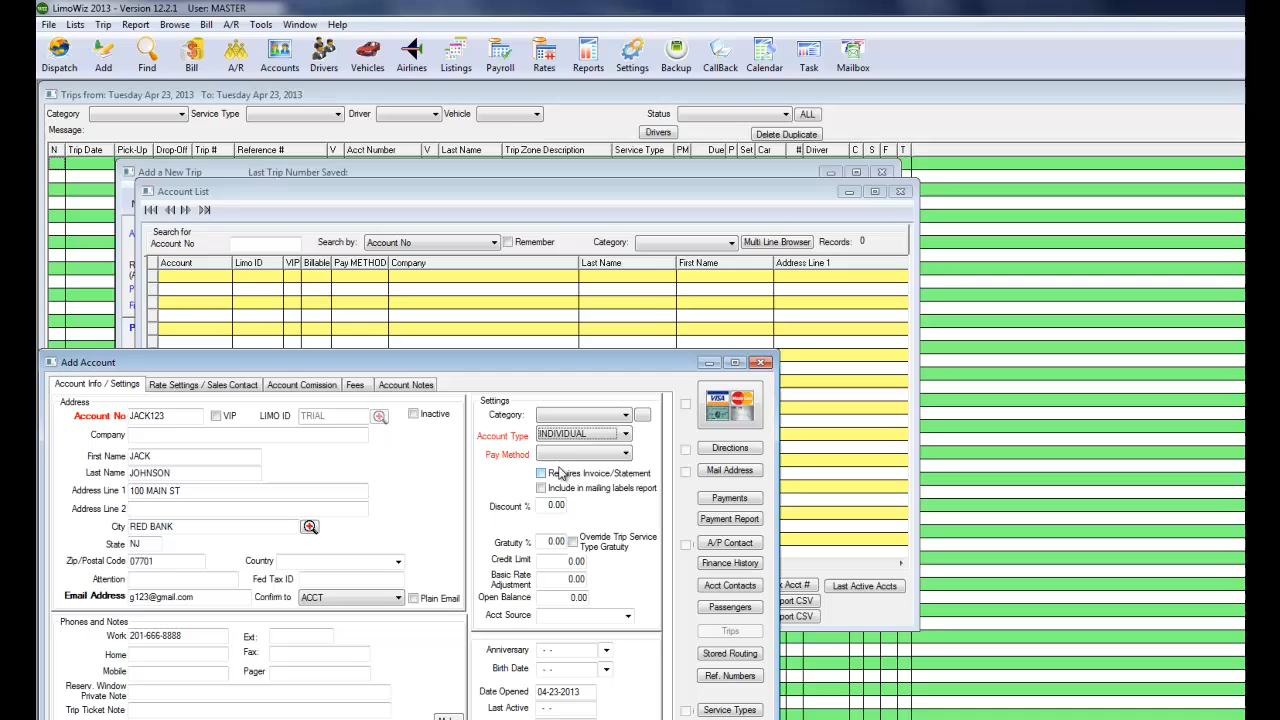 LimoWiz 2013 - Version 12.2.1 User: MASTER
File Lists Trip Report Browse Bill A/R Tools Window Help
Dispatch Add Find Bill A/R Accounts Drivers Vehicles Airlines Listings Payroll Rates Reports Settings Backup CallBack Calendar Task Mailbox
Trips from: Tuesday Apr 23, 2013 To: Tuesday Apr 23, 2013
Category Service Type Driver Vehicle Status ALL
Message: Drivers Delete Duplicate
N Trip Date Pick-Up Drop-Off Trip # Reference # V Acct Number V Last Name Trip Zone Description Service Type PM Due P Set Car # Driver C S F T
Add a New Trip Last Trip Number Saved:
Account List
Search for
Account No Search by: Account No Remember Category: Multi Line Browser Records: 0
Account Limo ID VIP Billable Pay METHOD Company Last Name First Name Address Line 1
Add Account
Account Info / Settings Rate Settings / Sales Contact Account Comission Fees Account Notes
Address
Account No JACK123 VIP LIMO ID TRIAL Inactive
Company
First Name JACK
Last Name JOHNSON
Address Line 1 100 MAIN ST
Address Line 2
City RED BANK
State NJ
Zip/Postal Code 07701 Country
Attention Fed Tax ID
Email Address g123@gmail.com Confirm to ACCT Plain Email
Phones and Notes
Work 201-666-8888 Ext:
Home: Fax:
Mobile Pager
Reserv. Window
Private Note
Trip Ticket Note
Settings
Category:
Account Type INDIVIDUAL
Pay Method
Requires Invoice/Statement
Include in mailing labels report
Discount % 0.00
Gratuity % 0.00 Override Trip Service
Type Gratuity
Credit Limit 0.00
Basic Rate
Adjustment 0.00
Open Balance 0.00
Acct Source
Anniversary - -
Birth Date - -
Date Opened 04-23-2013
Last Active - -
VISA
Directions
Mail Address
Payments
Payment Report
A/P Contact
Finance History
Acct Contacts
Passengers
Trips
Stored Routing
Ref. Numbers
Service Types
Acct # Last Active Accts
port CSV
port CSV